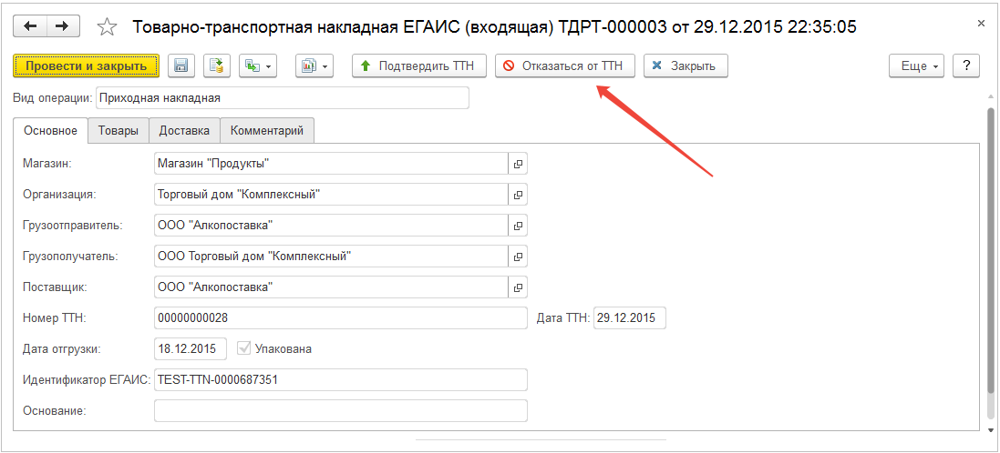 Товарно-транспортная накладная ЕГАИС (входящая) ТДРТ-000003 от 29.12.2015 22:35:05
Провести и закрыть Подтвердить ТТН Отказаться от ТТН Закрыть Еще ?
Вид операции: Приходная накладная
Основное Товары Доставка Комментарий
Магазин: Магазин "Продукты"
Организация: Торговый дом "Комплексный"
Грузоотправитель: ООО "Алкопоставка"
Грузополучатель: ООО Торговый дом "Комплексный"
Поставщик: ООО "Алкопоставка"
Номер ТТН: 00000000028 Дата ТТН: 29.12.2015
Дата отгрузки: 18.12.2015 Упакована
Идентификатор ЕГАИС: TEST-TTN-0000687351
Основание: